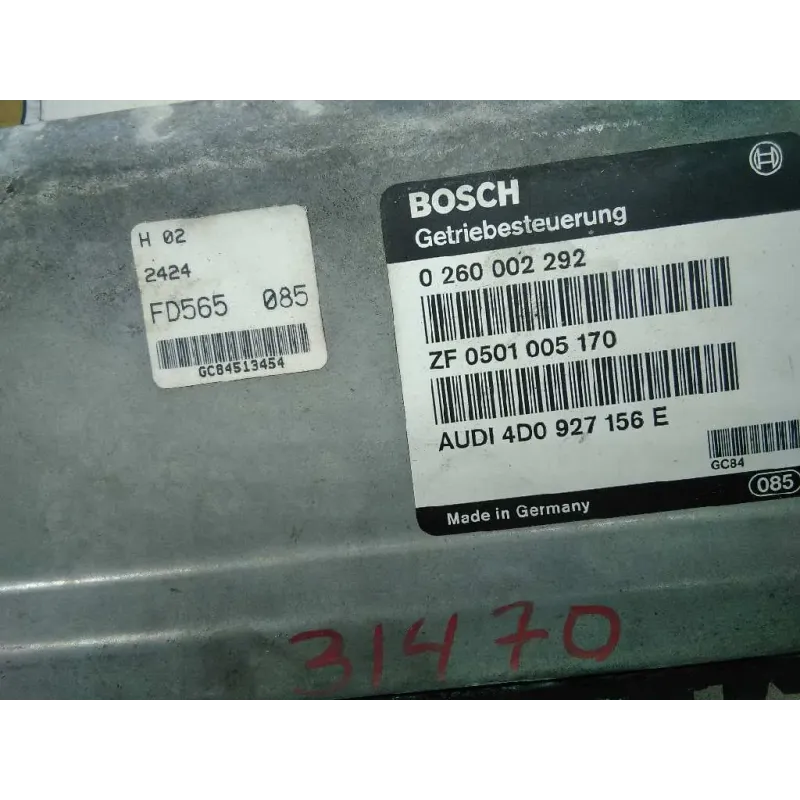 H 02
2424
FD565 085
GC84513454
BOSCH
Getriebesteuerung
0 260 002 292
ZF 0501 005 170
AUDI 4D0 927 156 E
GC84
085
Made in Germany
31470